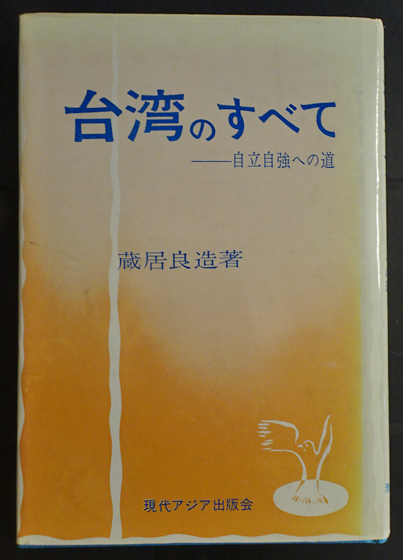 台湾のすべて
——自立自強への道
蔵居良造著
現代アジア出版会